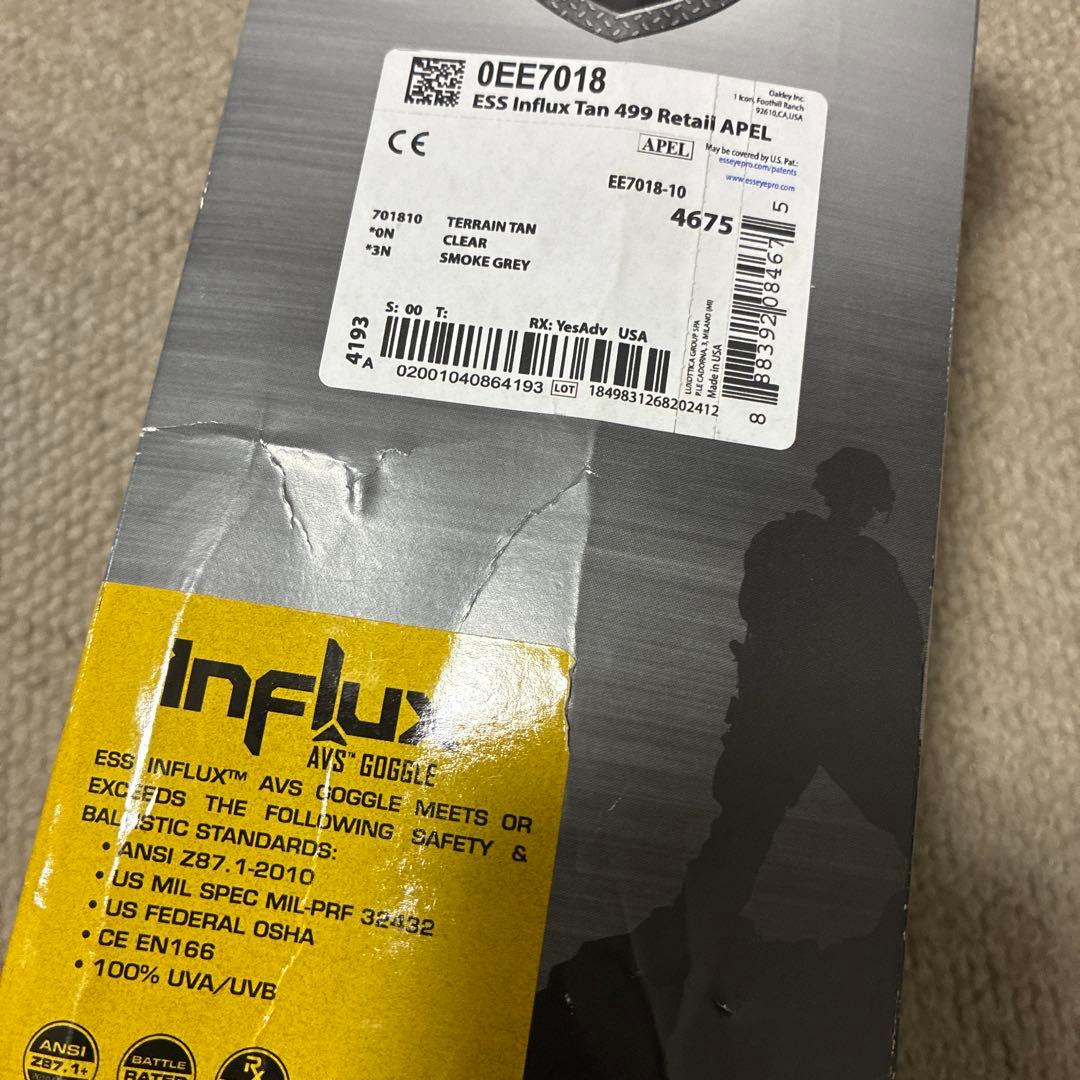 0EE7018
ESS Influx Tan 499 Retail APEL
Oakley Inc.
1 Icon, Foothill Ranch
92610,CA,USA
CE
APEL
May be covered by U.S. Pat.:
esseyepro.com/patents
www.esseyepro.com
EE7018-10
4675
701810 TERRAIN TAN
*0N CLEAR
*3N SMOKE GREY
S: 00 T: RX: YesAdv USA
4193
A
02001040864193 LOT 1849831268202412
LUXOTTICA GROUP SPA
P.LE CADORNA, 3, MILANO (MI)
Made in USA
8 88392 08467 5
Influx
AVS™ GOGGLE
ESS INFLUX™ AVS GOGGLE MEETS OR
EXCEEDS THE FOLLOWING SAFETY &
BALLISTIC STANDARDS:
• ANSI Z87.1-2010
• US MIL SPEC MIL-PRF 32432
• US FEDERAL OSHA
• CE EN166
• 100% UVA/UVB
ANSI
Z87.1+
BATTLE
RATED
RX